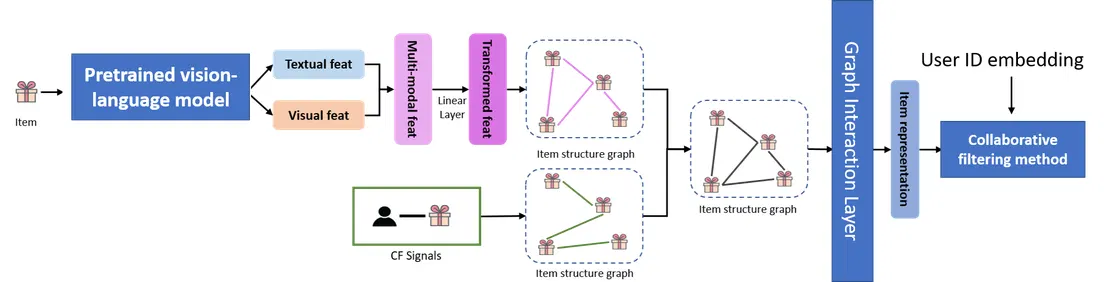 Item
Pretrained vision-
language model
Textual feat
Visual feat
Multi-modal feat
Linear
Layer
Transformed feat
Item structure graph
CF Signals
Item structure graph
Item structure graph
Graph Interaction Layer
Item representation
User ID embedding
Collaborative
filtering method